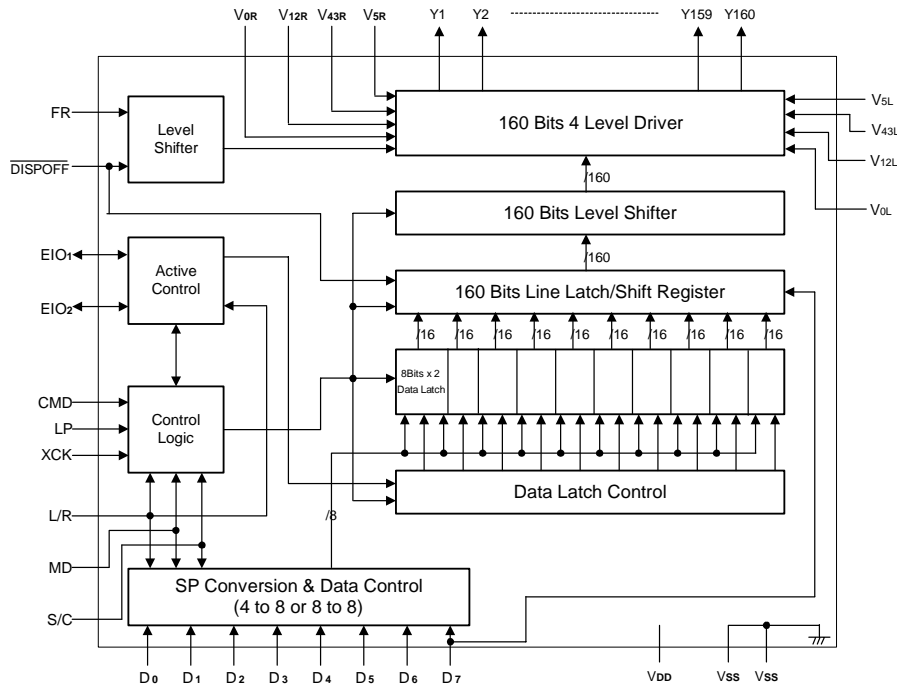 V0R V12R V43R V5R Y1 Y2 Y159 Y160
FR
Level
Shifter
160 Bits 4 Level Driver
V5L
V43L
V12L
V0L
DISPOFF
/160
160 Bits Level Shifter
/160
EIO1
EIO2
Active
Control
160 Bits Line Latch/Shift Register
/16 /16 /16 /16 /16 /16 /16 /16 /16 /16
8Bits x 2
Data Latch
CMD
LP
XCK
Control
Logic
Data Latch Control
L/R
/8
MD
S/C
SP Conversion & Data Control
(4 to 8 or 8 to 8)
D0 D1 D2 D3 D4 D5 D6 D7 VDD VSS VSS